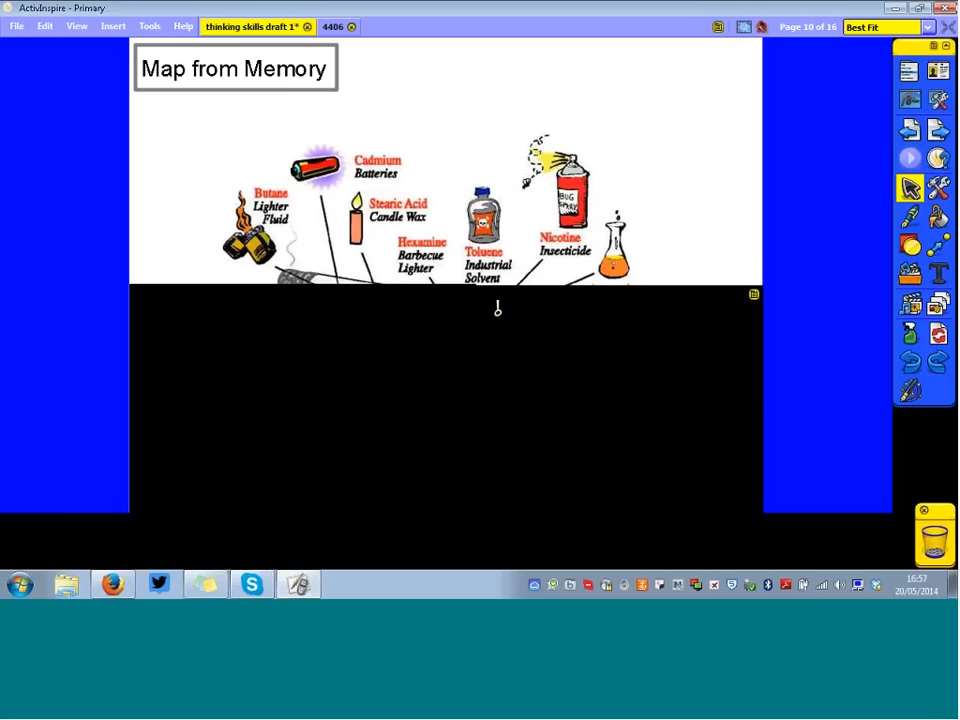 ActivInspire - Primary
File Edit View Insert Tools Help thinking skills draft 1* 4406 Page 10 of 16 Best Fit
Map from Memory
Cadmium
Batteries
Butane
Lighter
Fluid
Stearic Acid
Candle Wax
Hexamine
Barbecue
Lighter
Toluene
Industrial
Solvent
BUG
SPRAY
Nicotine
Insecticide
16:57
20/05/2014